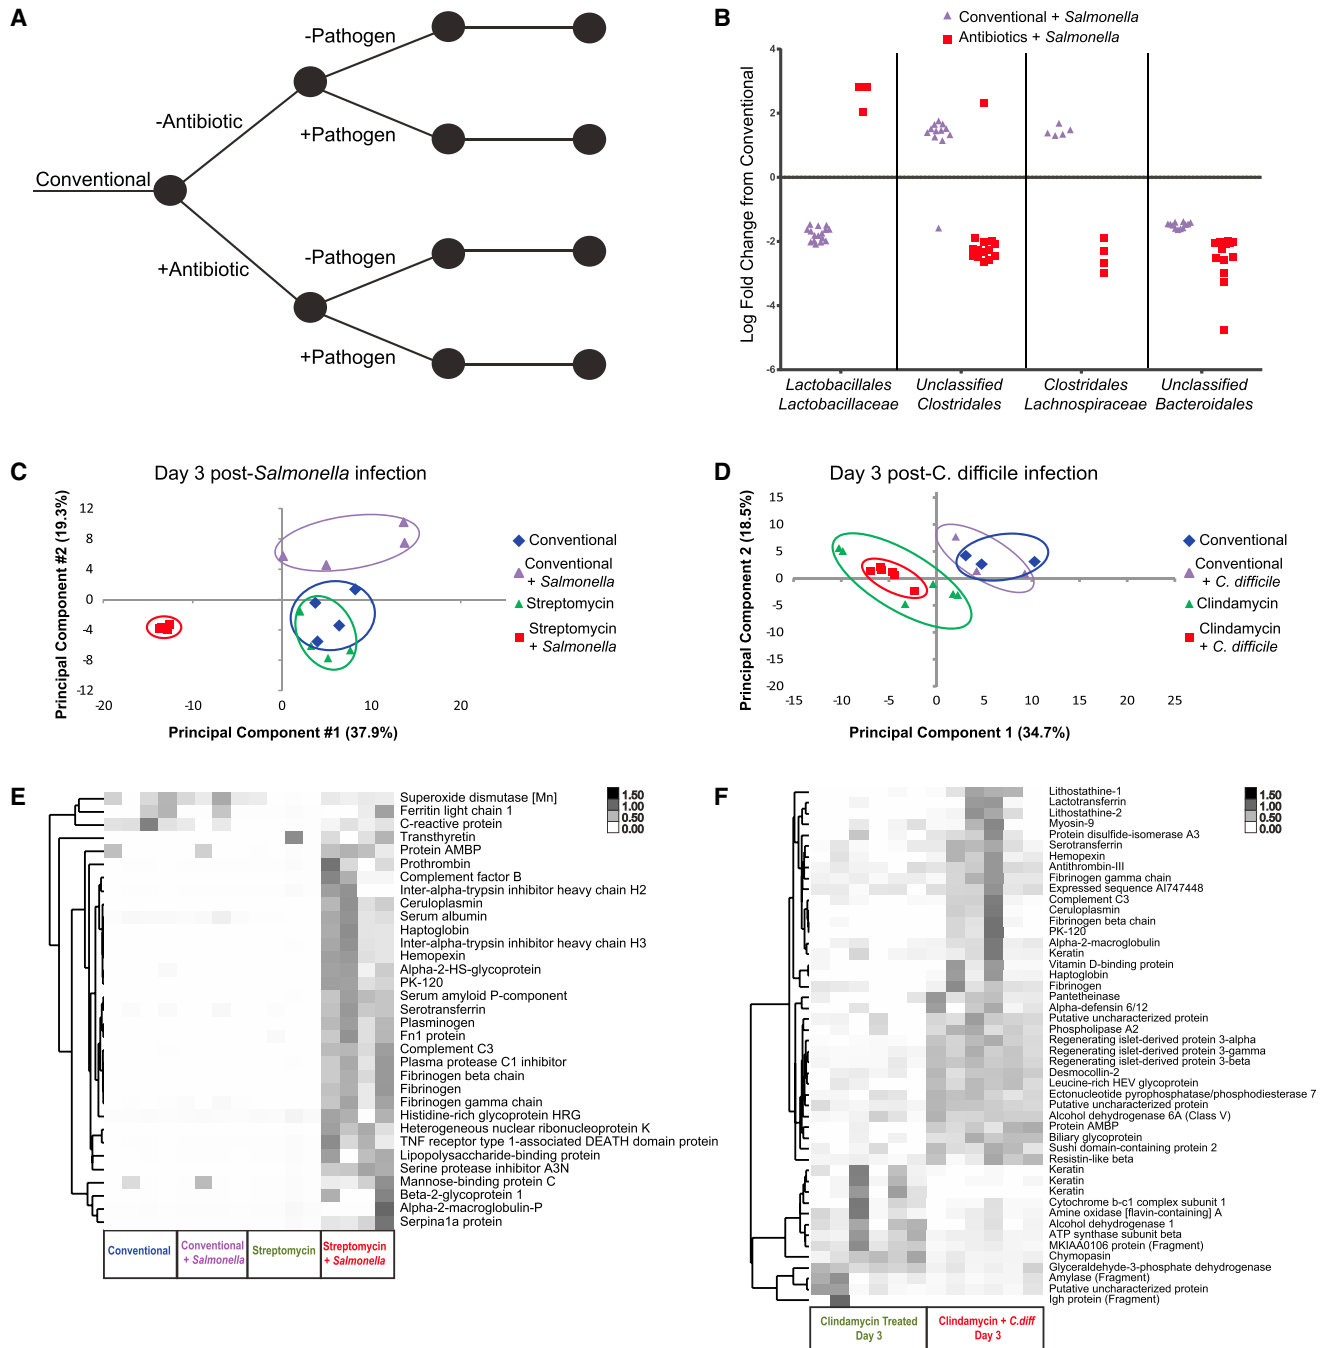 A
Conventional
-Antibiotic
+Antibiotic
-Pathogen
+Pathogen
-Pathogen
+Pathogen
B
Conventional + Salmonella
Antibiotics + Salmonella
Log Fold Change from Conventional
4
2
0
-2
-4
-6
Lactobacillales
Lactobacillaceae
Unclassified
Clostridales
Clostridales
Lachnospiraceae
Unclassified
Bacteroidales
C
Day 3 post-Salmonella infection
Principal Component #2 (19.3%)
12
8
4
0
-4
-8
-12
-20
-10
0
10
20
Principal Component #1 (37.9%)
Conventional
Conventional
+ Salmonella
Streptomycin
Streptomycin
+ Salmonella
D
Day 3 post-C. difficile infection
Principal Component 2 (18.5%)
15
10
5
0
-5
-10
-15
-20
-15
-10
-5
0
5
10
15
20
25
Principal Component 1 (34.7%)
Conventional
Conventional
+ C. difficile
Clindamycin
Clindamycin
+ C. difficile
E
Superoxide dismutase [Mn]
Ferritin light chain 1
C-reactive protein
Transthyretin
Protein AMBP
Prothrombin
Complement factor B
Inter-alpha-trypsin inhibitor heavy chain H2
Ceruloplasmin
Serum albumin
Haptoglobin
Inter-alpha-trypsin inhibitor heavy chain H3
Hemopexin
Alpha-2-HS-glycoprotein
PK-120
Serum amyloid P-component
Serotransferrin
Plasminogen
Fn1 protein
Complement C3
Plasma protease C1 inhibitor
Fibrinogen beta chain
Fibrinogen
Fibrinogen gamma chain
Histidine-rich glycoprotein HRG
Heterogeneous nuclear ribonucleoprotein K
TNF receptor type 1-associated DEATH domain protein
Lipopolysaccharide-binding protein
Serine protease inhibitor A3N
Mannose-binding protein C
Beta-2-glycoprotein 1
Alpha-2-macroglobulin-P
Serpina1a protein
1.50
1.00
0.50
0.00
Conventional
Conventional
+ Salmonella
Streptomycin
Streptomycin
+ Salmonella
F
Lithostathine-1
Lactotransferrin
Lithostathine-2
Myosin-9
Protein disulfide-isomerase A3
Serotransferrin
Hemopexin
Antithrombin-III
Fibrinogen gamma chain
Expressed sequence AI747448
Complement C3
Ceruloplasmin
Fibrinogen beta chain
PK-120
Alpha-2-macroglobulin
Keratin
Vitamin D-binding protein
Haptoglobin
Fibrinogen
Pantetheinase
Alpha-defensin 6/12
Putative uncharacterized protein
Phospholipase A2
Regenerating islet-derived protein 3-alpha
Regenerating islet-derived protein 3-gamma
Regenerating islet-derived protein 3-beta
Desmocollin-2
Leucine-rich HEV glycoprotein
Ectonucleotide pyrophosphatase/phosphodiesterase 7
Putative uncharacterized protein
Alcohol dehydrogenase 6A (Class V)
Protein AMBP
Biliary glycoprotein
Sushi domain-containing protein 2
Resistin-like beta
Keratin
Keratin
Keratin
Cytochrome b-c1 complex subunit 1
Amine oxidase [flavin-containing] A
Alcohol dehydrogenase 1
ATP synthase subunit beta
MKIAA0106 protein (Fragment)
Chymopasin
Glyceraldehyde-3-phosphate dehydrogenase
Amylase (Fragment)
Putative uncharacterized protein
Igh protein (Fragment)
1.50
1.00
0.50
0.00
Clindamycin Treated
Day 3
Clindamycin + C.diff
Day 3